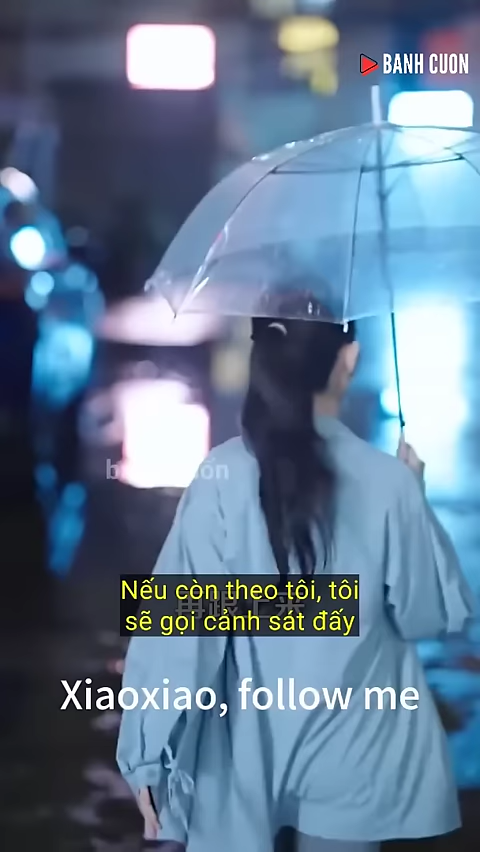 BANH CUON
Nếu còn theo tôi, tôi
sẽ gọi cảnh sát đấy
Xiaoxiao, follow me